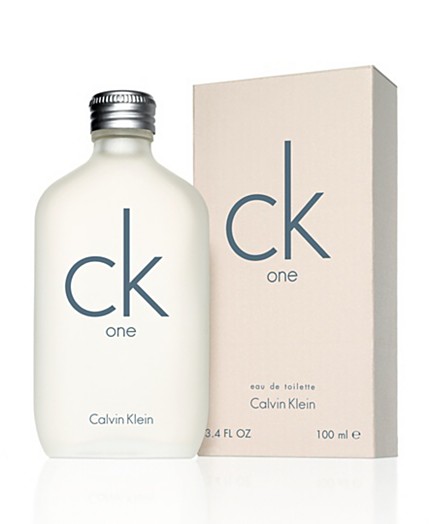 ck
one
Calvin Klein
ck
one
eau de toilette
Calvin Klein
3.4 FL OZ 100 ml e